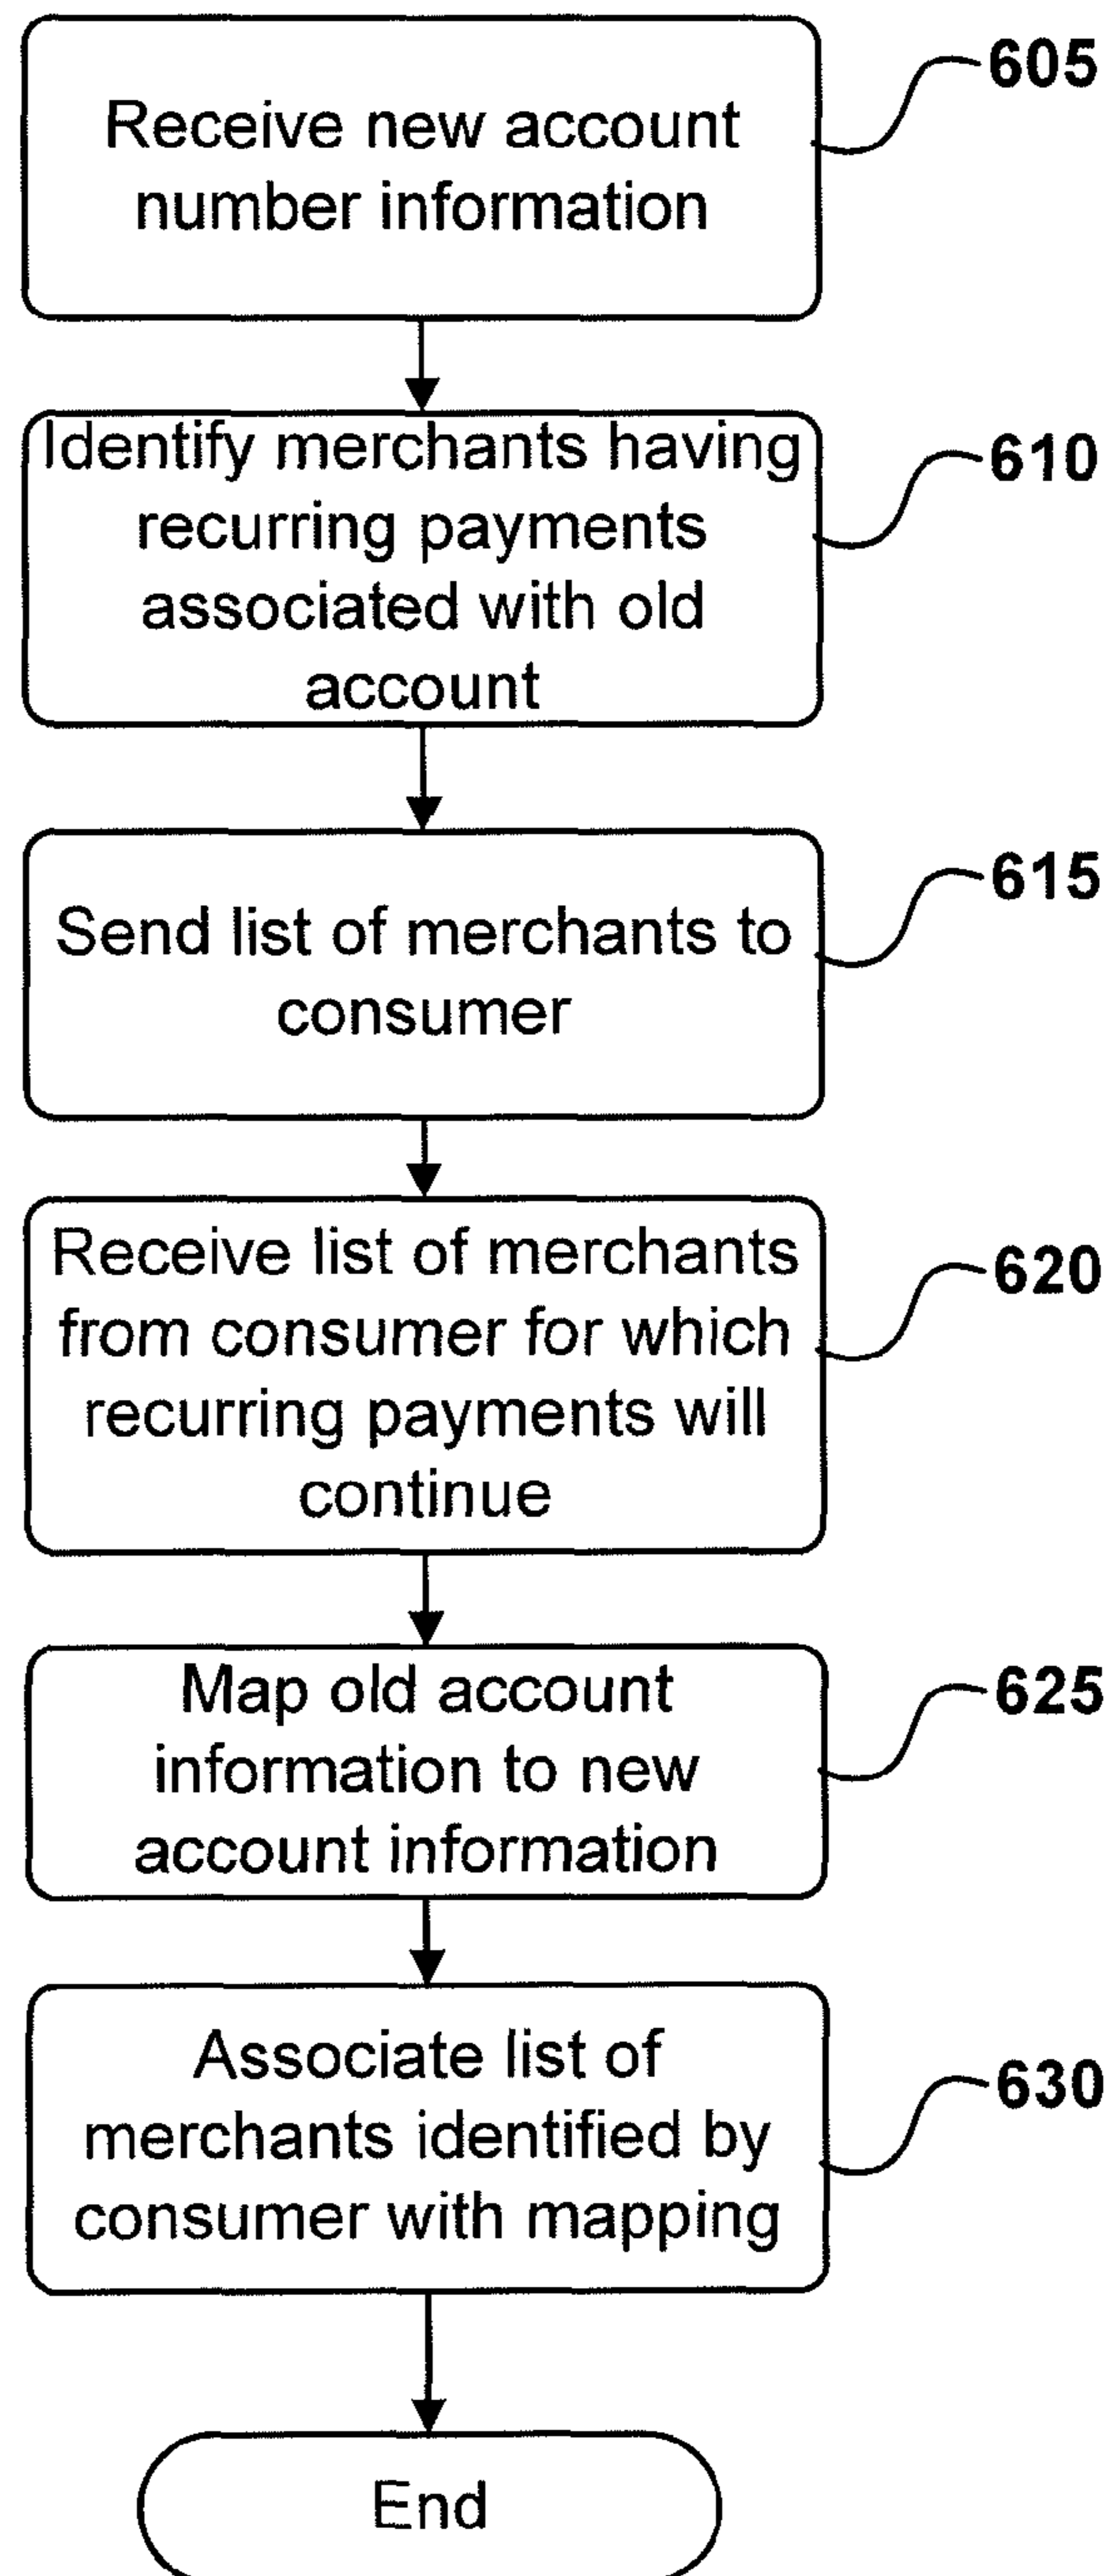 Receive new account
number information
605
Identify merchants having
recurring payments
associated with old
account
610
Send list of merchants to
consumer
615
Receive list of merchants
from consumer for which
recurring payments will
continue
620
Map old account
information to new
account information
625
Associate list of
merchants identified by
consumer with mapping
630
End